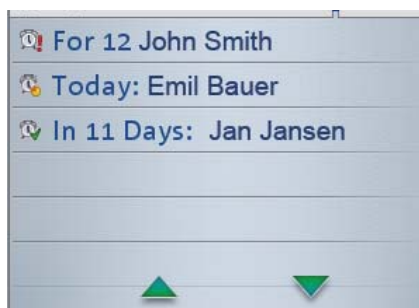 For 12 John Smith
Today: Emil Bauer
In 11 Days: Jan Jansen